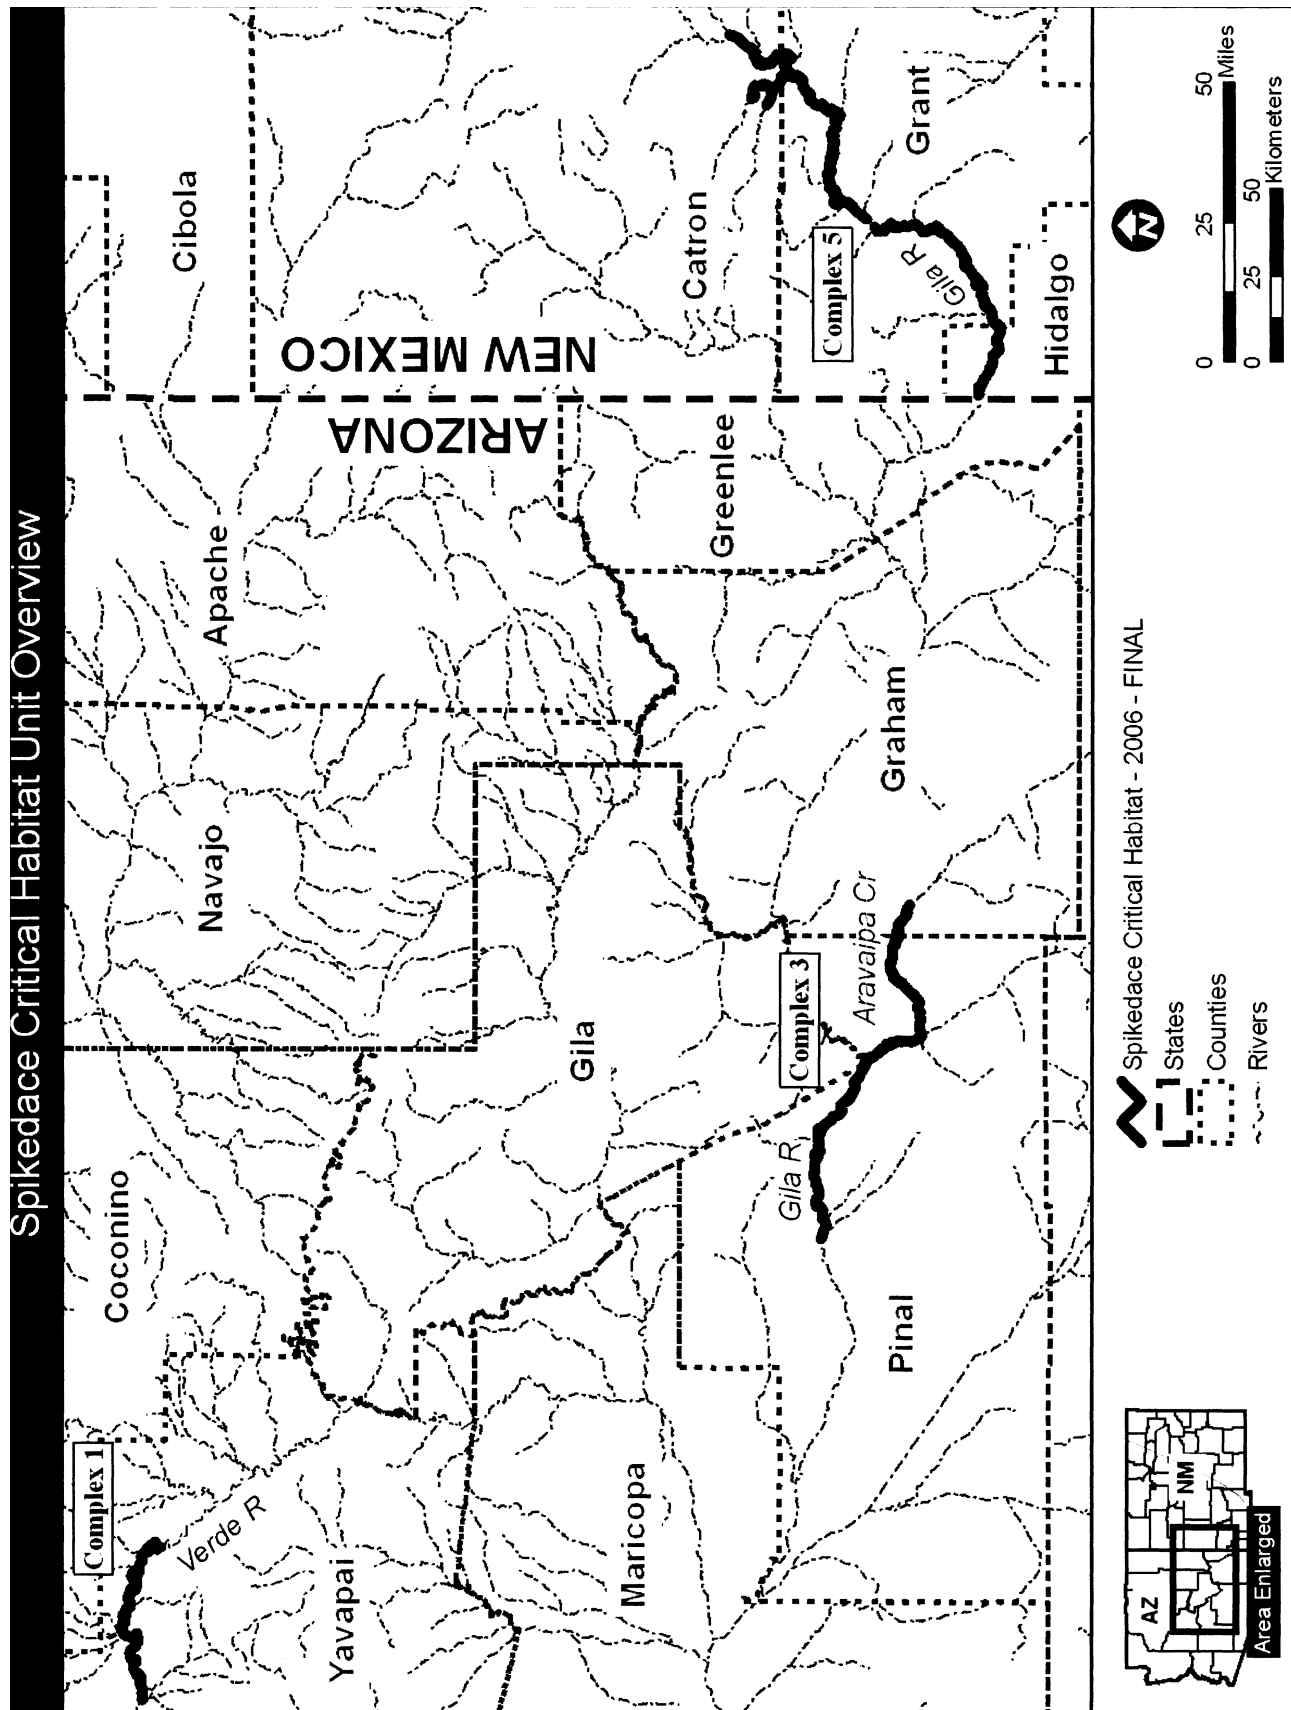 Spikedace Critical Habitat Unit Overview
Complex 1
Coconino
Navajo
Apache
Cibola
Verde R
Yavapai
ARIZONA
NEW MEXICO
Gila
Maricopa
Catron
Greenlee
Complex 3
Complex 5
Gila R
Aravaipa Cr
Graham
Pinal
Gila R
Grant
Hidalgo
AZ
NM
Area Enlarged
Spikedace Critical Habitat - 2006 - FINAL
States
Counties
Rivers
N
0 25 50
Miles
0 25 50
Kilometers